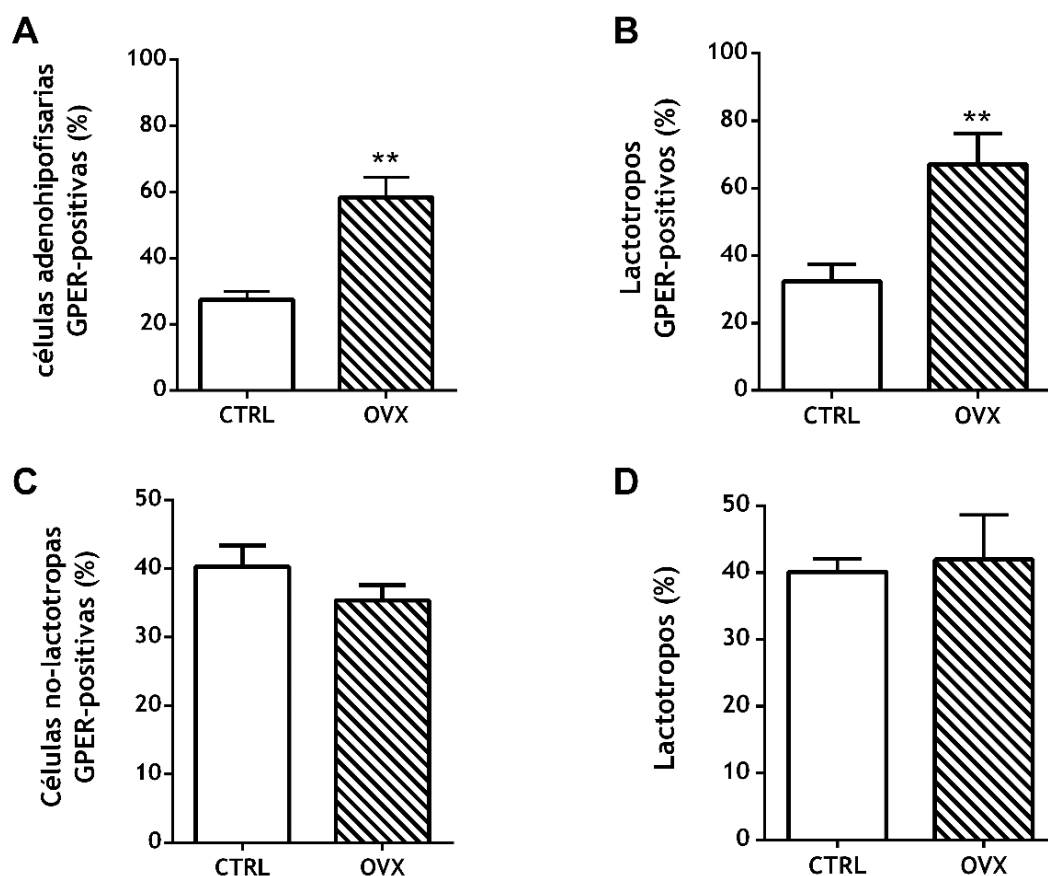 A
células adenohipofisarias
GPER-positivas (%)
100
80
60
40
20
0
**
CTRL
OVX
B
Lactotropos
GPER-positivos (%)
100
80
60
40
20
0
**
CTRL
OVX
C
Células no-lactotropas
GPER-positivas (%)
50
40
30
20
10
0
CTRL
OVX
D
Lactotropos (%)
50
40
30
20
10
0
CTRL
OVX